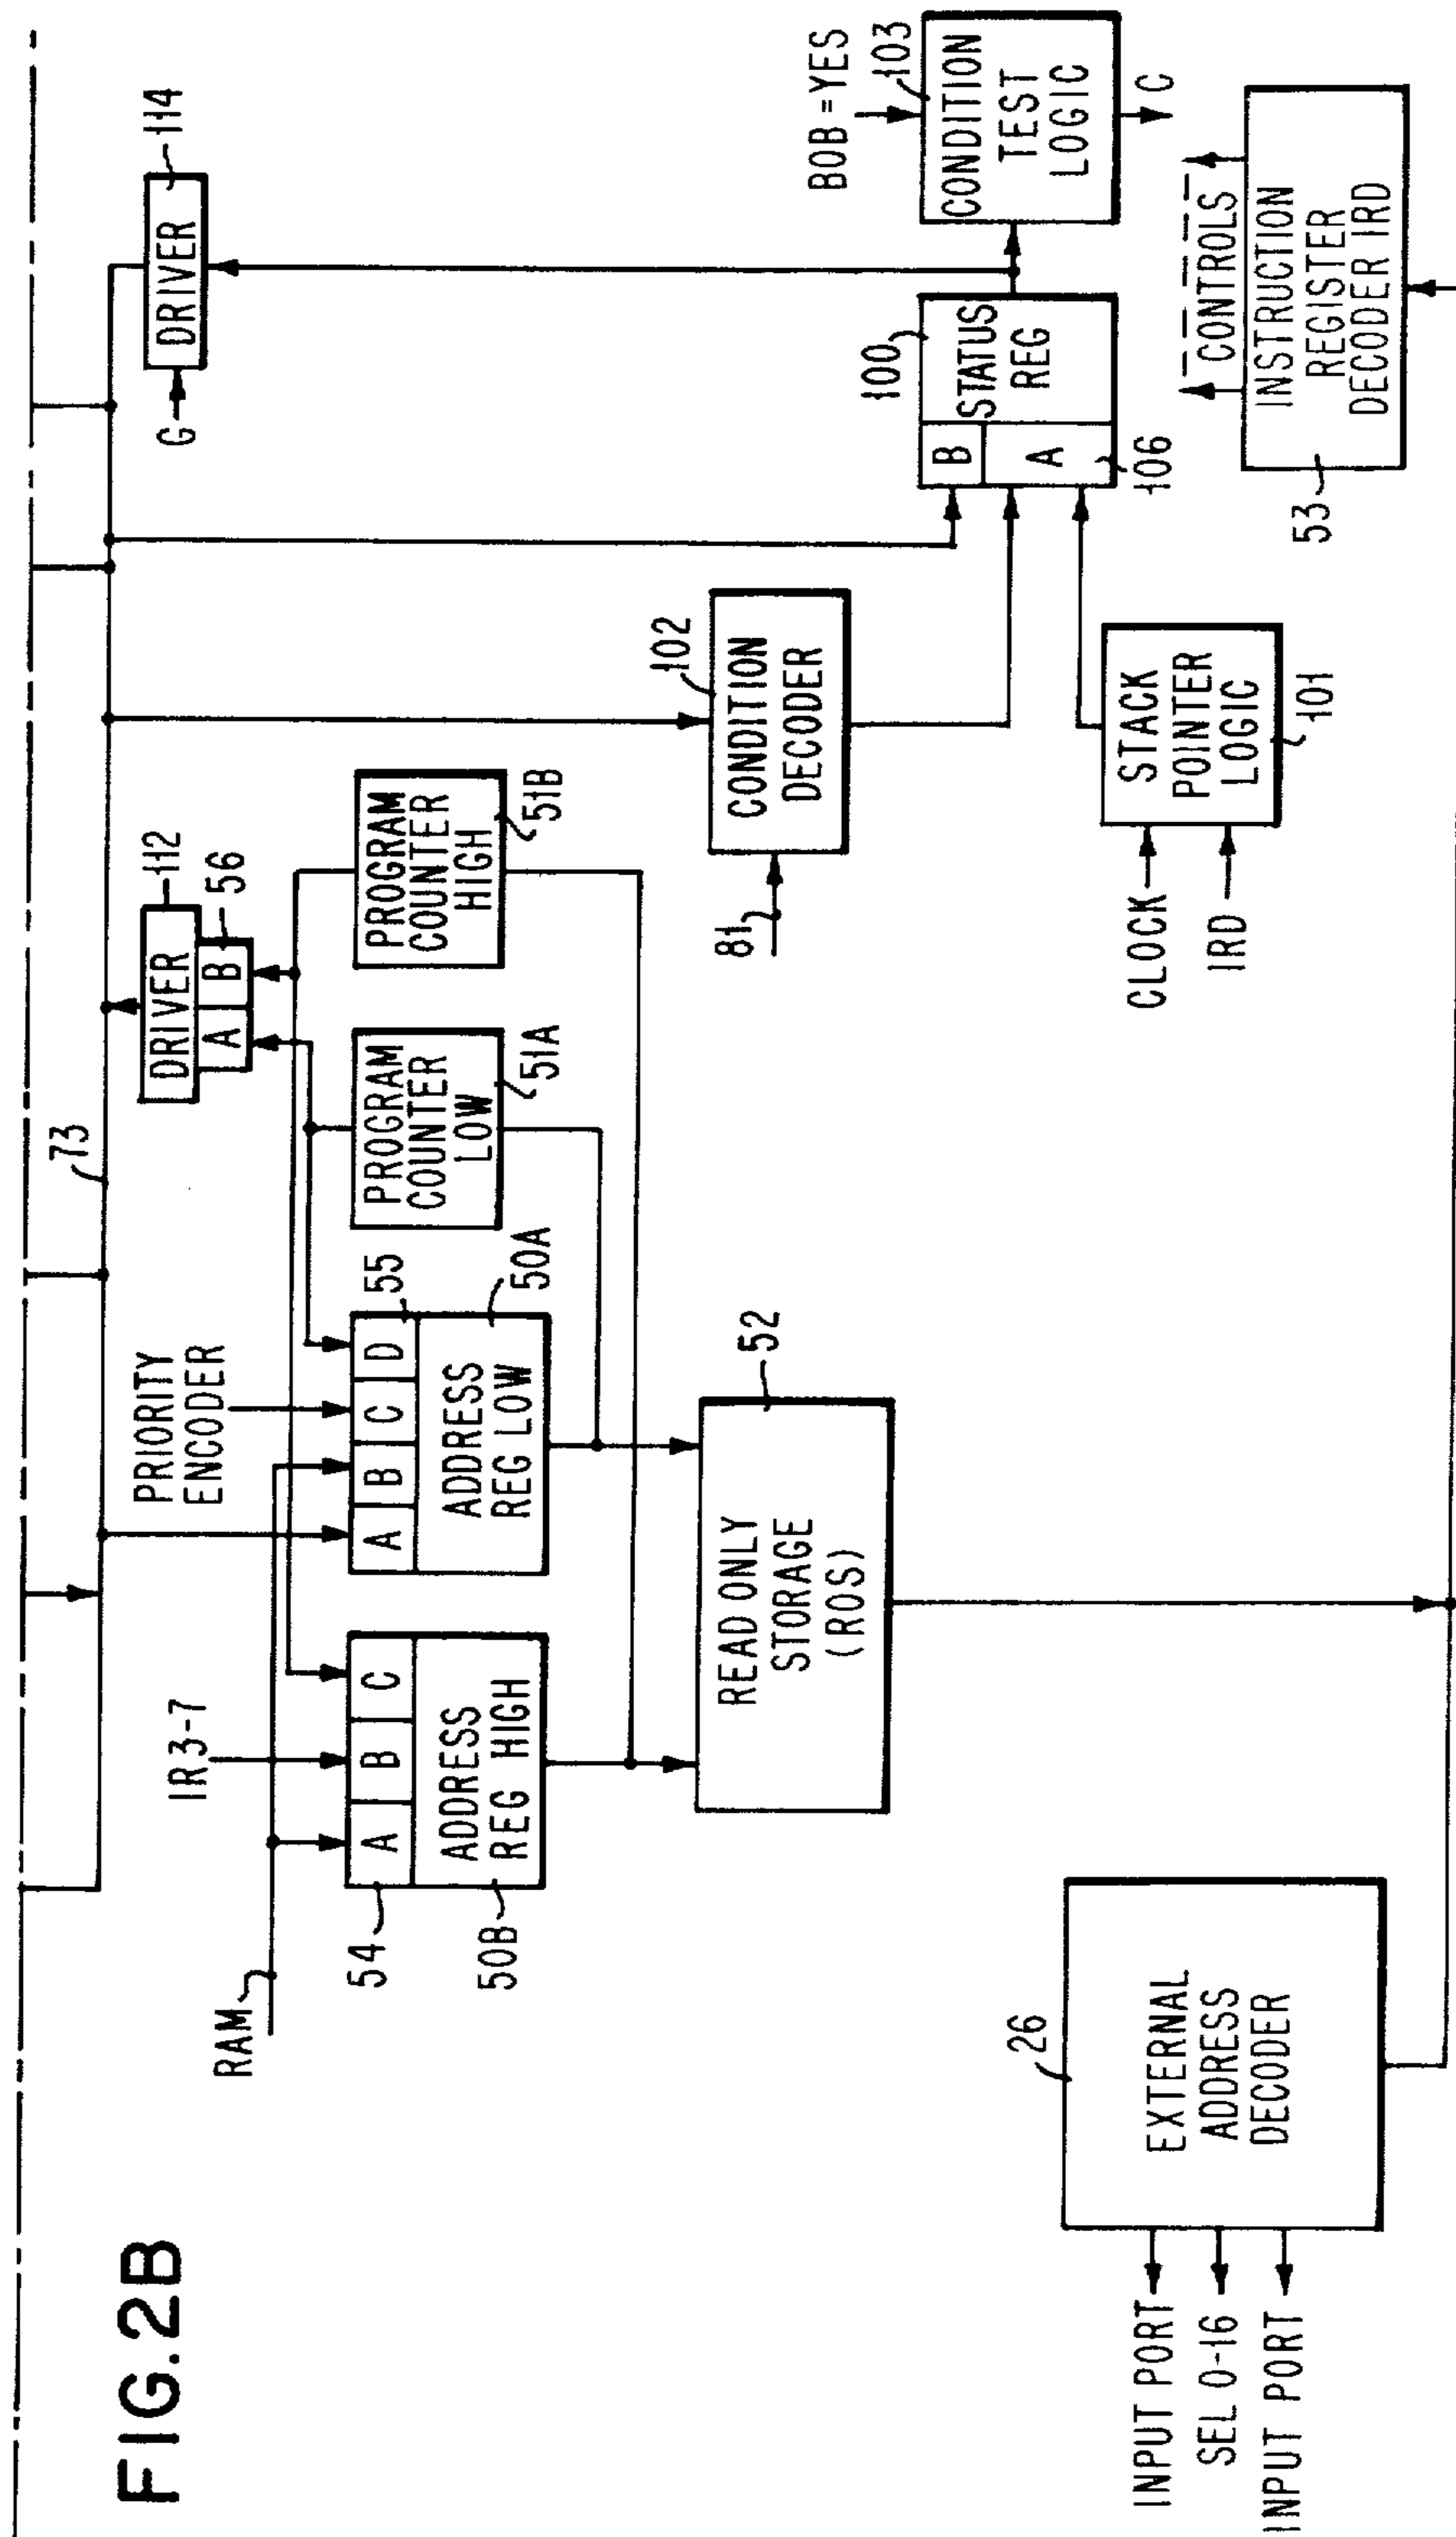 FIG.2B
73
DRIVER
112
A
B
56
DRIVER
114
G
RAM
IR3-7
PRIORITY
ENCODER
54
A
B
C
ADDRESS
REG HIGH
50B
A
B
C
D
55
ADDRESS
REG LOW
50A
PROGRAM
COUNTER
LOW
51A
PROGRAM
COUNTER
HIGH
51B
READ ONLY
STORAGE
(ROS)
52
81
CONDITION
DECODER
102
CLOCK
IRD
STACK
POINTER
LOGIC
101
B
A
STATUS
REG
100
106
BOB = YES
CONDITION
TEST
LOGIC
103
C
CONTROLS
INSTRUCTION
REGISTER
DECODER IRD
53
EXTERNAL
ADDRESS
DECODER
26
INPUT PORT
SEL 0-16
INPUT PORT